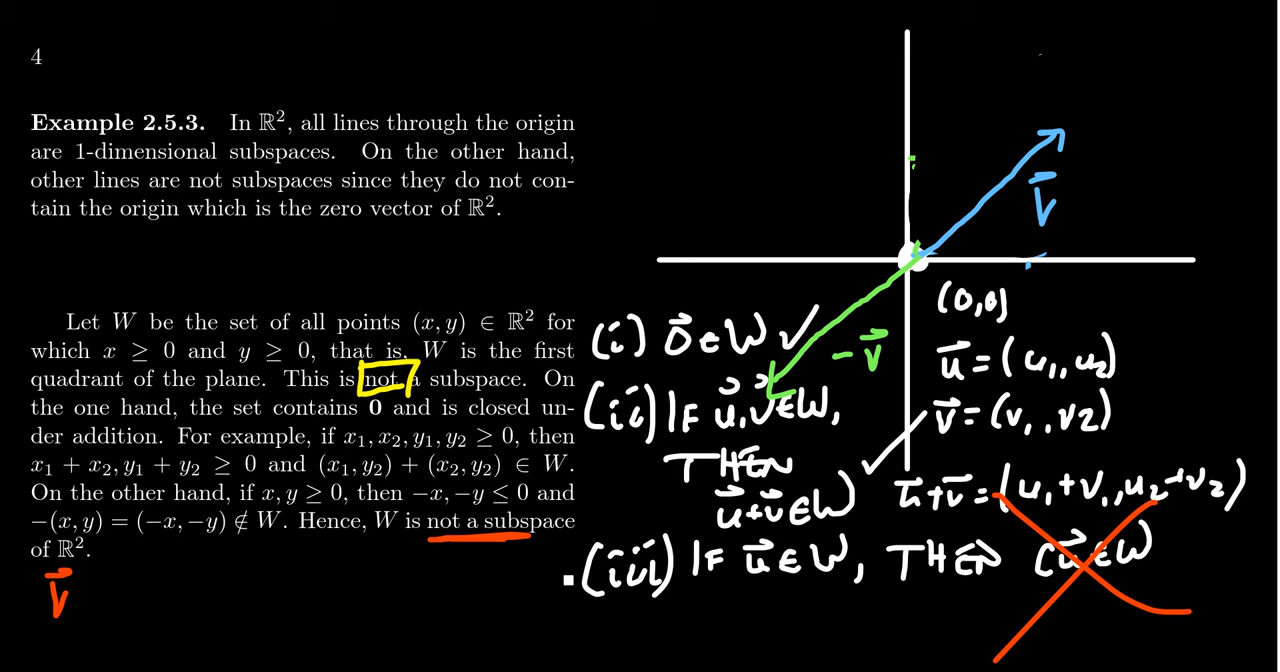 4
Example 2.5.3. In ℝ², all lines through the origin
are 1-dimensional subspaces. On the other hand,
other lines are not subspaces since they do not con-
tain the origin which is the zero vector of ℝ².
Let W be the set of all points (x, y) ∈ ℝ² for
which x ≥ 0 and y ≥ 0, that is, W is the first
quadrant of the plane. This is not a subspace. On
the one hand, the set contains 0 and is closed un-
der addition. For example, if x₁, x₂, y₁, y₂ ≥ 0, then
x₁ + x₂, y₁ + y₂ ≥ 0 and (x₁, y₂) + (x₂, y₂) ∈ W.
On the other hand, if x, y ≥ 0, then −x, −y ≤ 0 and
−(x, y) = (−x, −y) ∉ W. Hence, W is not a subspace
of ℝ².
v⃗
v⃗
(0,0)
−v⃗
(i) 0⃗ ∈ W ✓
(ii) IF u⃗, v⃗ ∈ W,
THEN
u⃗+v⃗ ∈ W) ✓
u⃗ = (u₁, u₂)
v⃗ = (v₁, v2)
u⃗+v⃗ = (u₁+v₁, u₂+v₂)
(iii) IF u⃗ ∈ W, THEN cu⃗ ∈ W)